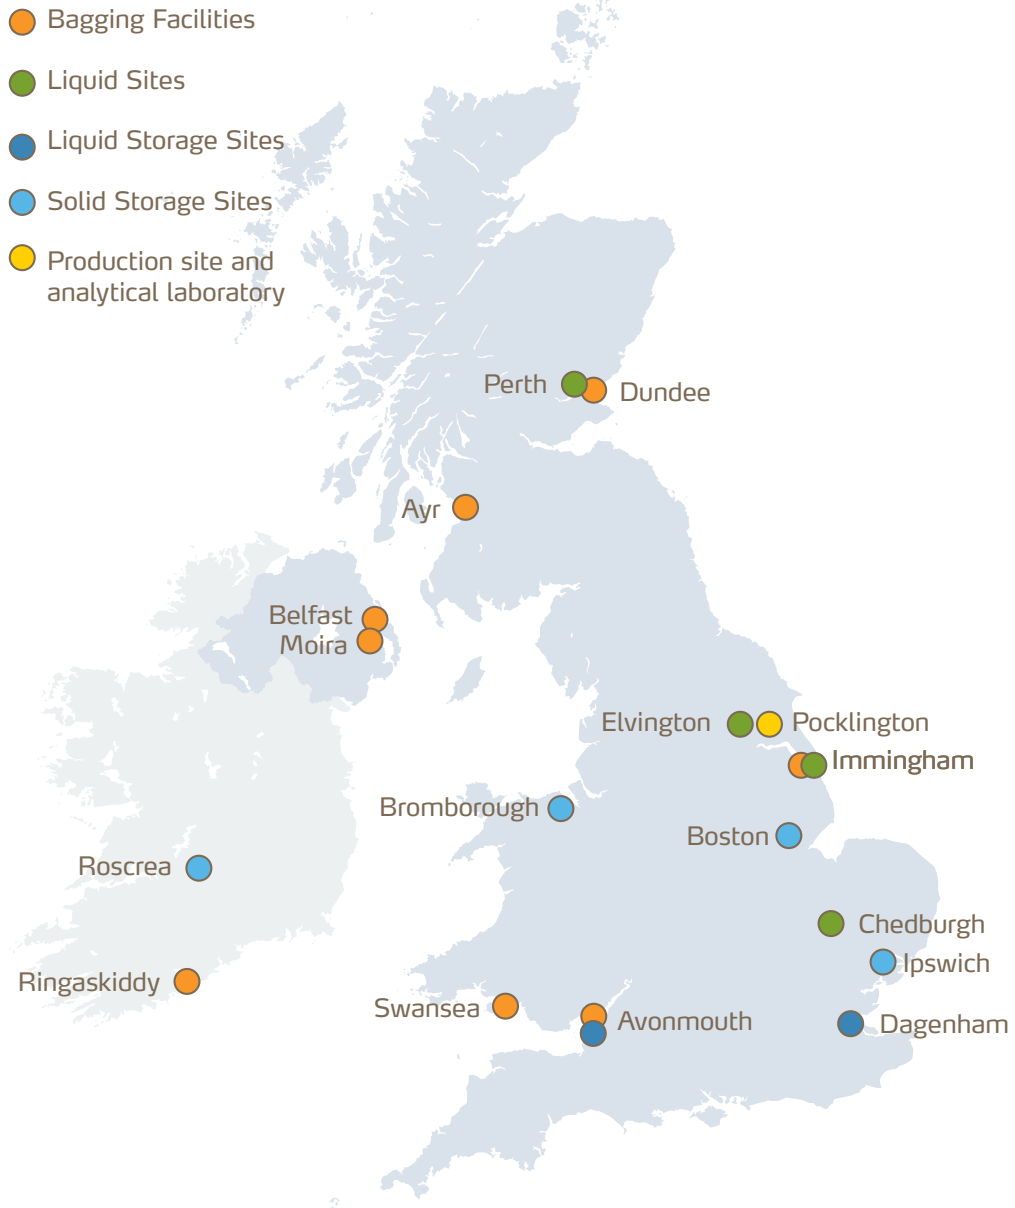 Bagging Facilities
Liquid Sites
Liquid Storage Sites
Solid Storage Sites
Production site and
analytical laboratory
Perth
Dundee
Ayr
Belfast
Moira
Elvington
Pocklington
Immingham
Bromborough
Boston
Roscrea
Chedburgh
Ipswich
Ringaskiddy
Swansea
Avonmouth
Dagenham